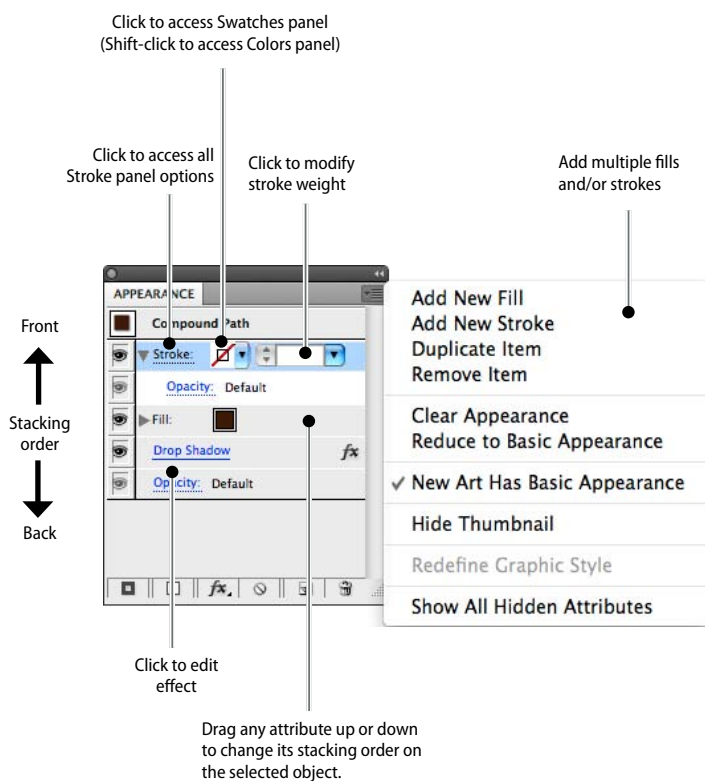 Click to access Swatches panel
(Shift-click to access Colors panel)
Click to access all
Stroke panel options
Click to modify
stroke weight
Add multiple fills
and/or strokes
APPEARANCE
Compound Path
Stroke:
Opacity: Default
Fill:
Drop Shadow fx
Opacity: Default
fx
Front
Stacking
order
Back
Add New Fill
Add New Stroke
Duplicate Item
Remove Item
Clear Appearance
Reduce to Basic Appearance
✓ New Art Has Basic Appearance
Hide Thumbnail
Redefine Graphic Style
Show All Hidden Attributes
Click to edit
effect
Drag any attribute up or down
to change its stacking order on
the selected object.